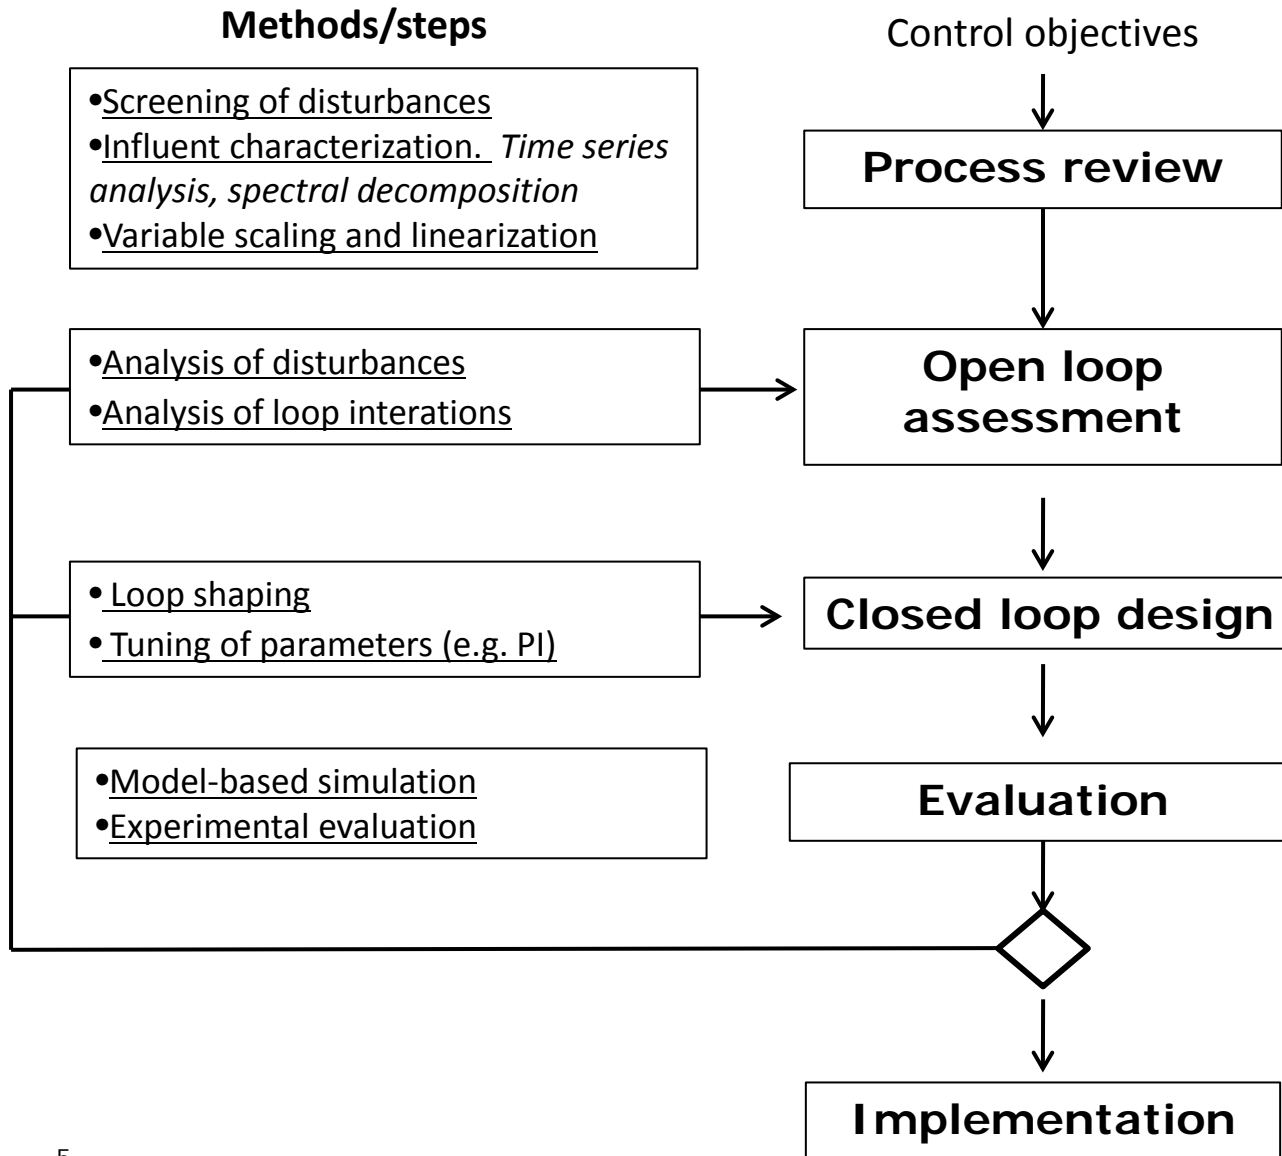 Methods/steps
Control objectives
•Screening of disturbances
•Influent characterization. Time series
analysis, spectral decomposition
•Variable scaling and linearization
Process review
•Analysis of disturbances
•Analysis of loop interations
Open loop
assessment
• Loop shaping
• Tuning of parameters (e.g. PI)
Closed loop design
•Model-based simulation
•Experimental evaluation
Evaluation
Implementation
5